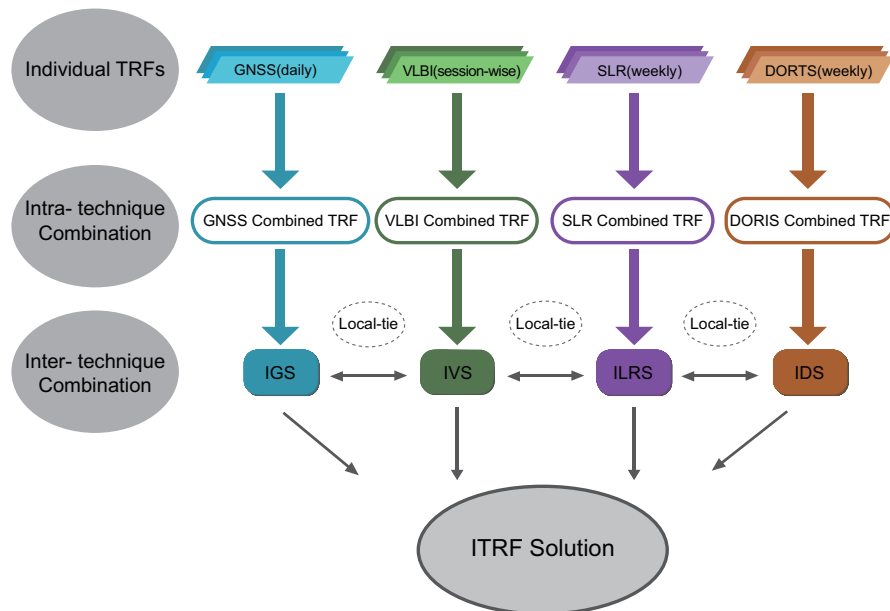 Individual TRFs
GNSS(daily)
VLBI(session-wise)
SLR(weekly)
DORTS(weekly)
Intra- technique
Combination
GNSS Combined TRF
VLBI Combined TRF
SLR Combined TRF
DORIS Combined TRF
Inter- technique
Combination
Local-tie
Local-tie
Local-tie
IGS
IVS
ILRS
IDS
ITRF Solution